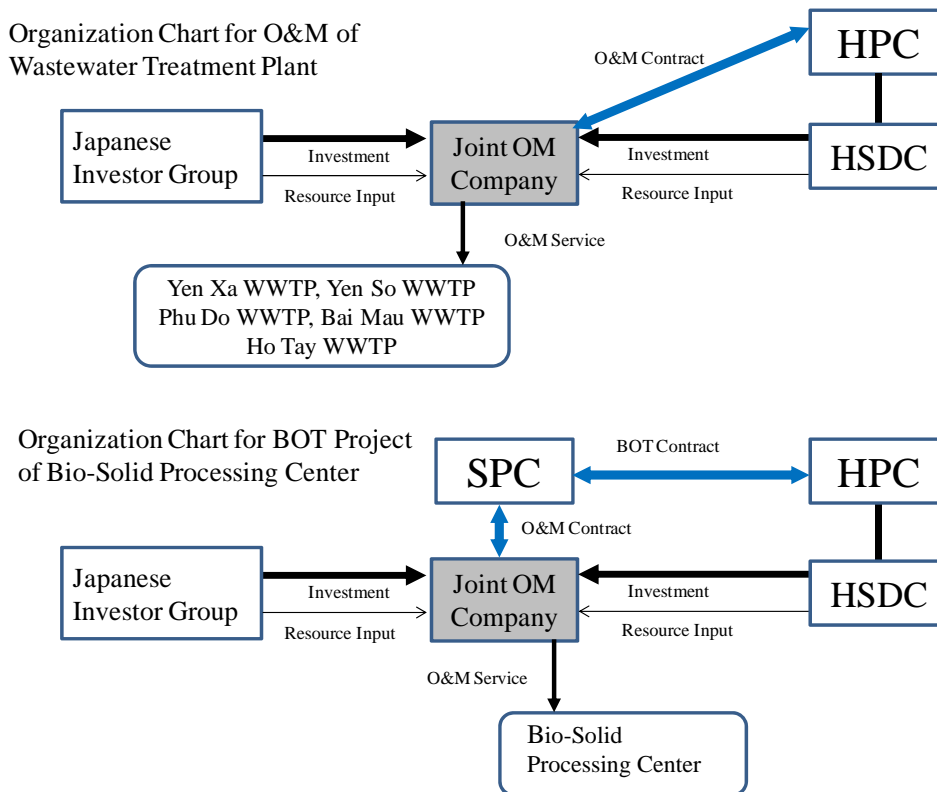 Organization Chart for O&M of
Wastewater Treatment Plant
O&M Contract
HPC
Japanese
Investor Group
Investment
Resource Input
Joint OM
Company
Investment
Resource Input
HSDC
O&M Service
Yen Xa WWTP, Yen So WWTP
Phu Do WWTP, Bai Mau WWTP
Ho Tay WWTP
Organization Chart for BOT Project
of Bio-Solid Processing Center
SPC
BOT Contract
HPC
O&M Contract
Japanese
Investor Group
Investment
Resource Input
Joint OM
Company
Investment
Resource Input
HSDC
O&M Service
Bio-Solid
Processing Center